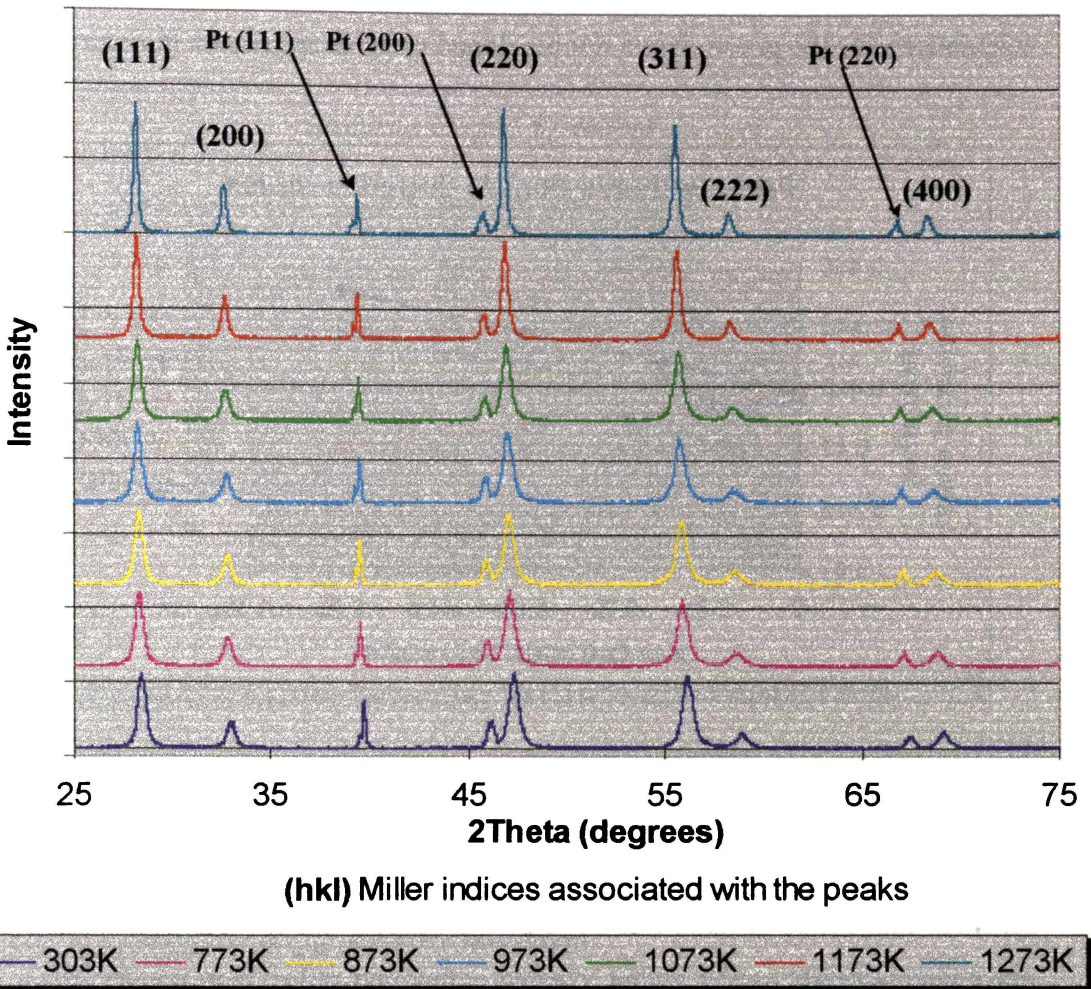 (111) Pt (111) Pt (200) (220) (311) Pt (220)
(200) (222) (400)
Intensity
25 35 45 55 65 75
2Theta (degrees)
(hkl) Miller indices associated with the peaks
303K 773K 873K 973K 1073K 1173K 1273K